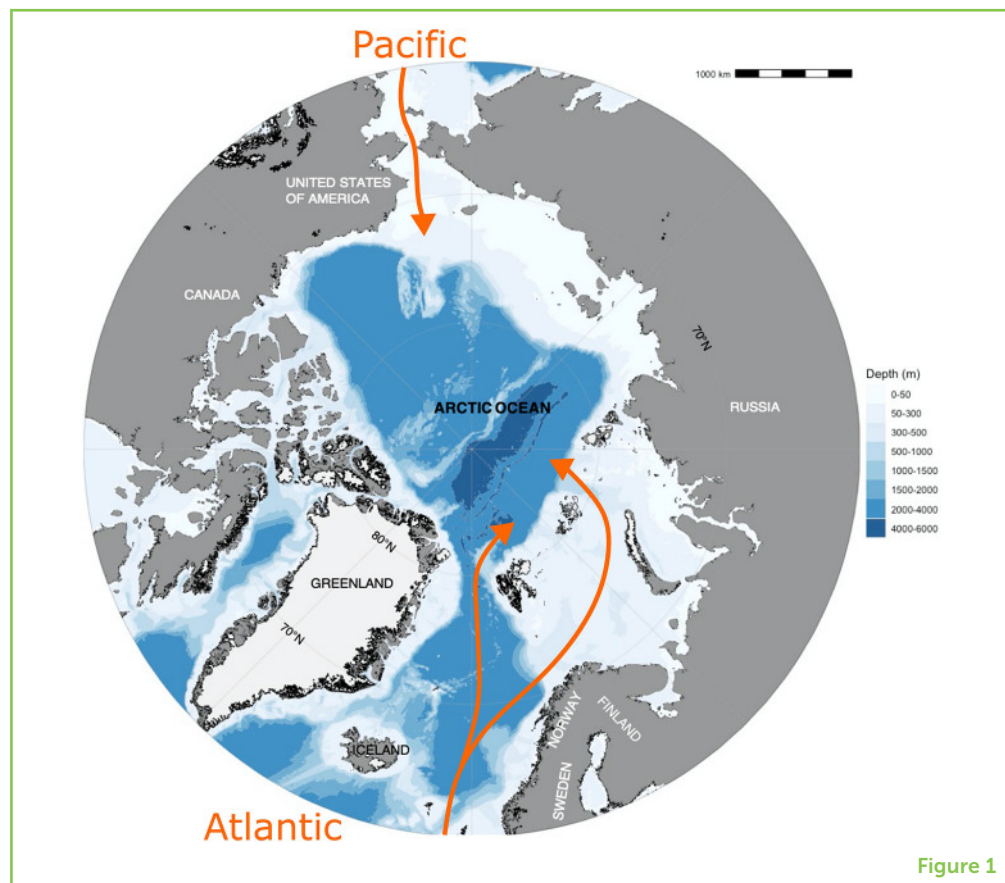 Pacific
1000 km
UNITED STATES
OF AMERICA
CANADA
70°N
Depth (m)
0-50
50-300
300-500
500-1000
1000-1500
1500-2000
2000-4000
4000-6000
ARCTIC OCEAN
RUSSIA
80°N
GREENLAND
70°N
ICELAND
NORWAY
FINLAND
SWEDEN
Atlantic
Figure 1